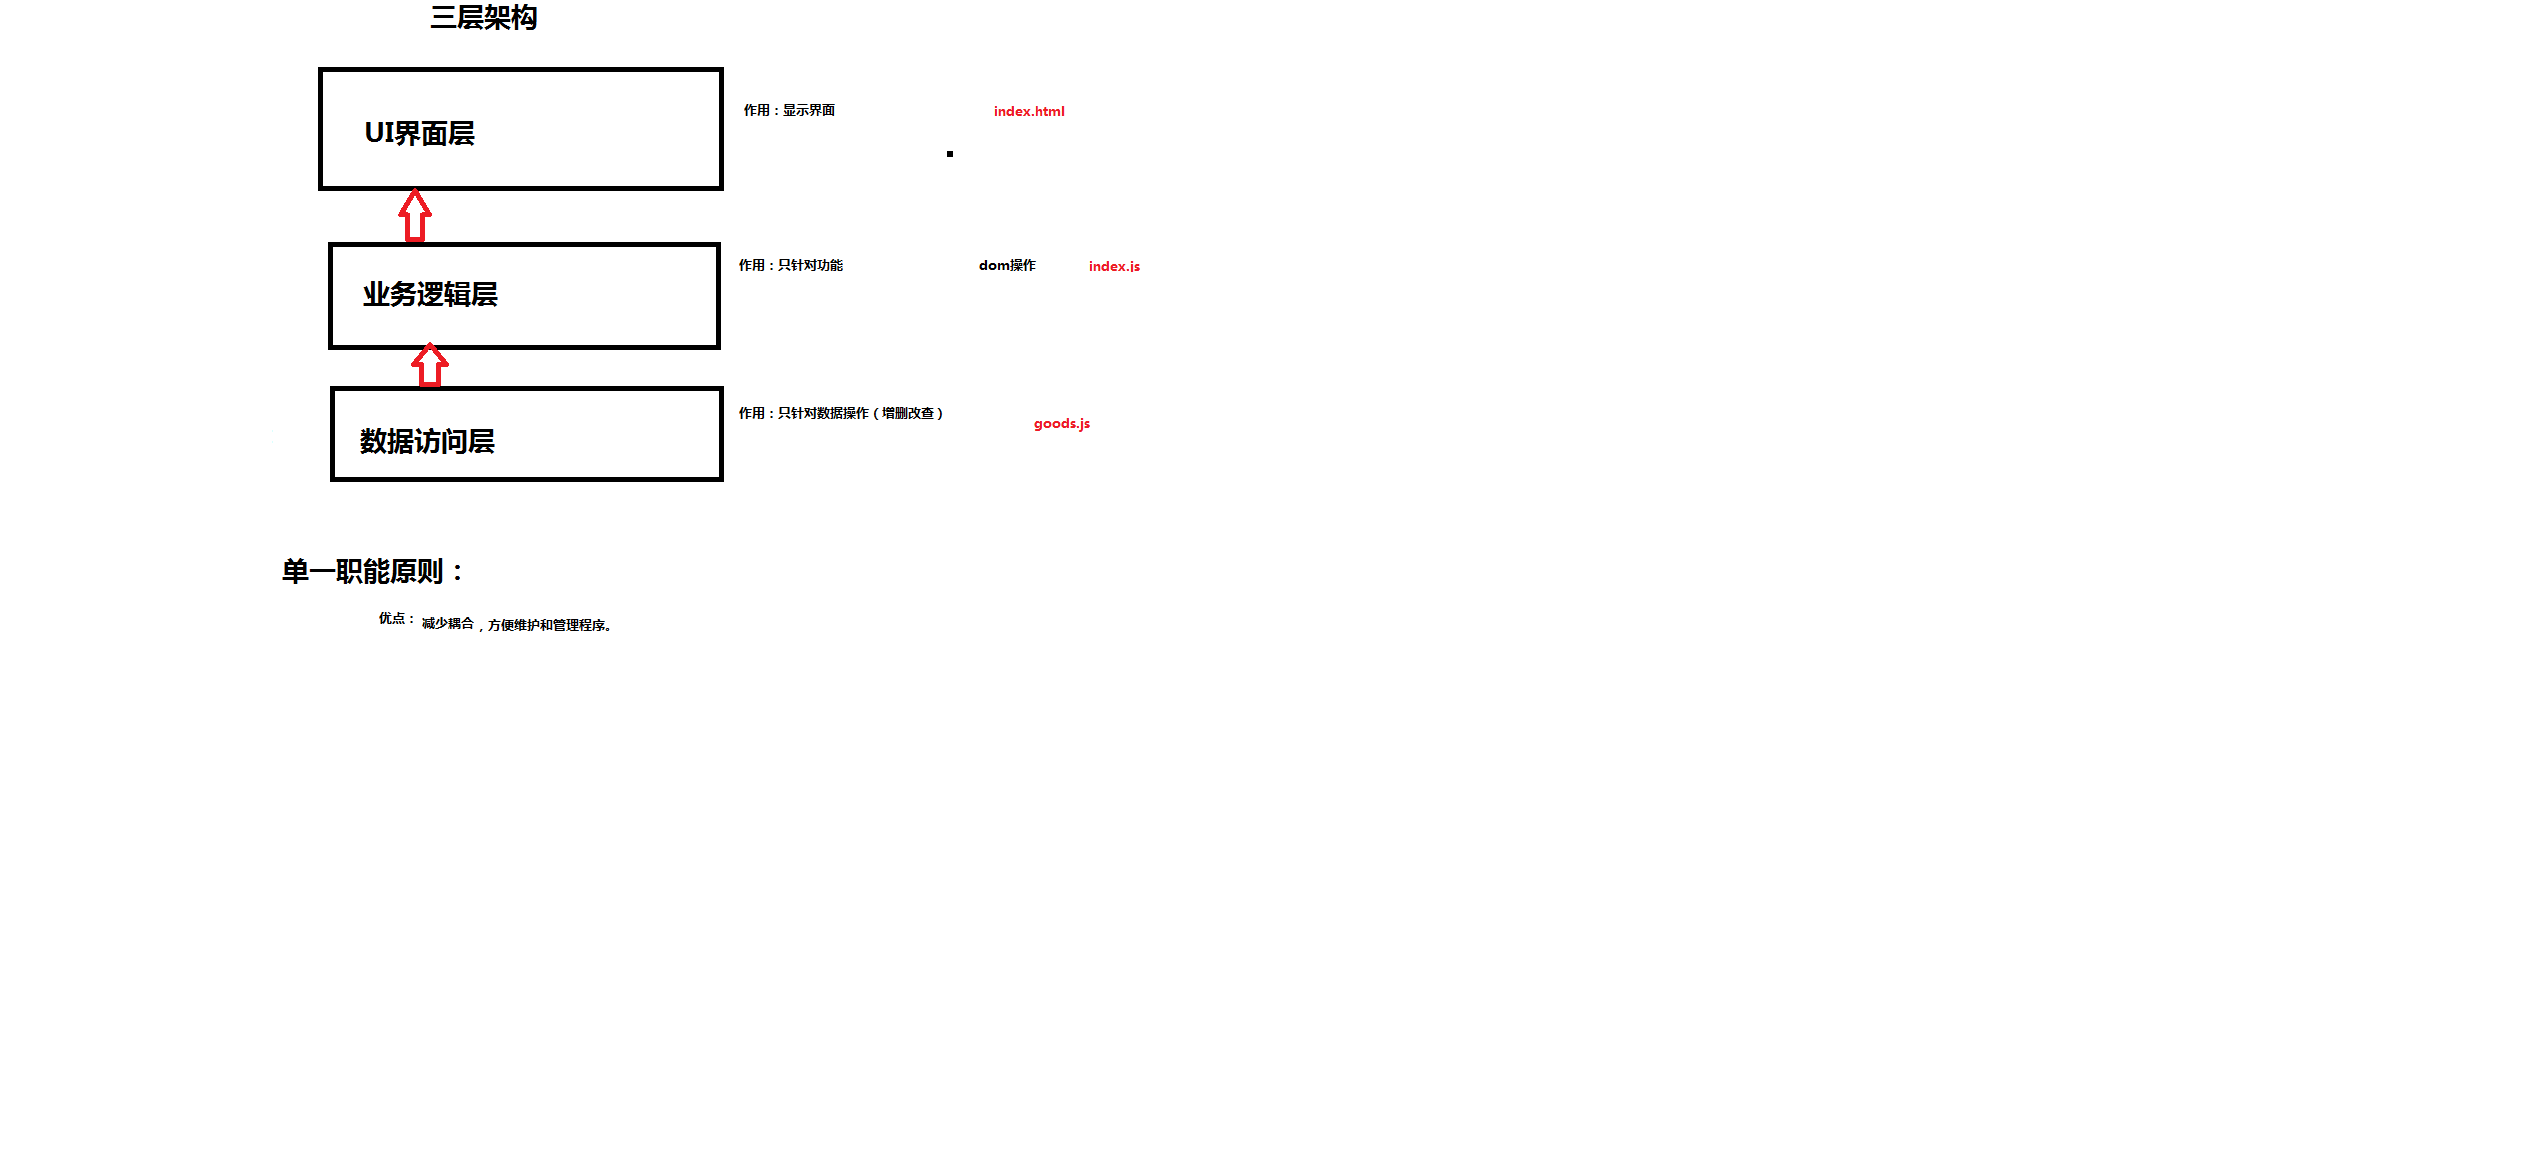 三层架构
UI界面层
作用：显示界面
index.html
业务逻辑层
作用：只针对功能
dom操作
index.js
数据访问层
作用：只针对数据操作（增删改查）
goods.js
单一职能原则：
优点： 减少耦合，方便维护和管理程序。